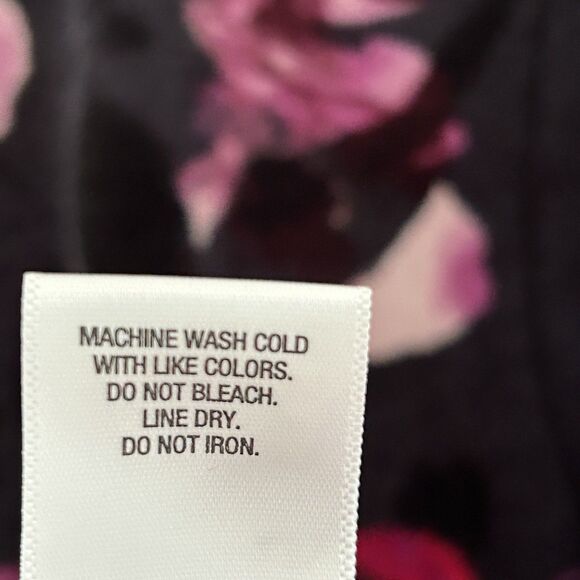 MACHINE WASH COLD
WITH LIKE COLORS.
DO NOT BLEACH.
LINE DRY.
DO NOT IRON.